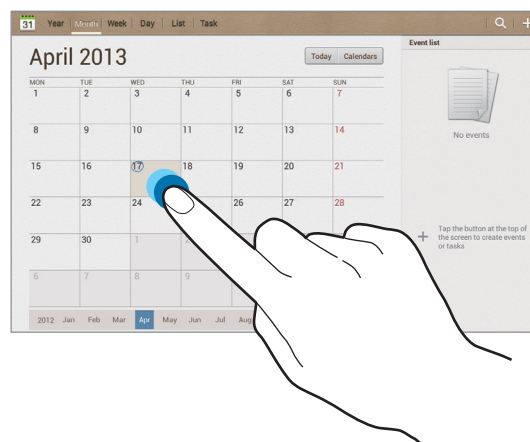 31 Year Month Week Day List Task
April 2013
Today Calendars
Event list
MON TUE WED THU FRI SAT SUN
1 2 3 4 5 6 7
No events
8 9 10 11 12 13 14
15 16 17 18 19 20 21
22 23 24 26 27 28
Tap the button at the top of
the screen to create events
or tasks
29 30 1
6 7 8 9
2012 Jan Feb Mar Apr May Jun Jul Aug